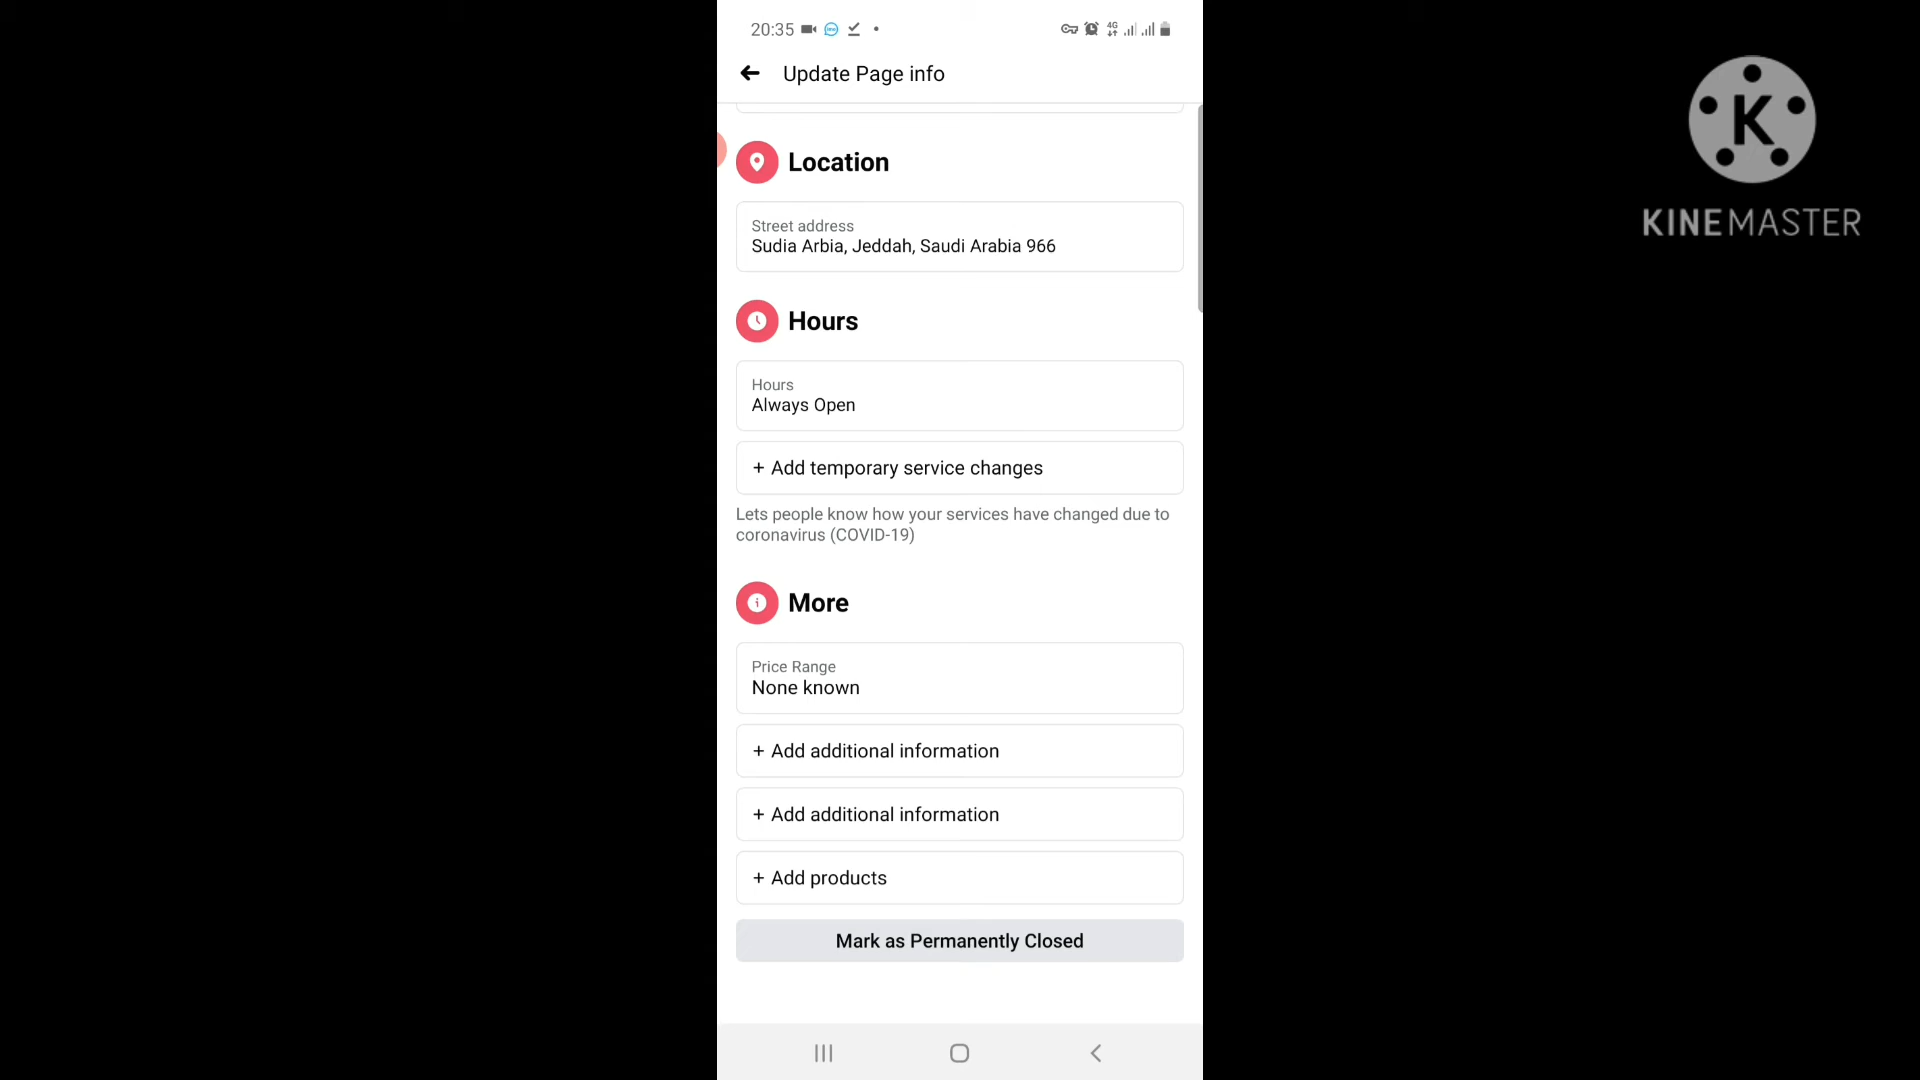 20:35
4G
Update Page info
K
KINEMASTER
Location
Street address
Sudia Arbia, Jeddah, Saudi Arabia 966
Hours
Hours
Always Open
+ Add temporary service changes
Lets people know how your services have changed due to
coronavirus (COVID-19)
More
Price Range
None known
+ Add additional information
+ Add additional information
+ Add products
Mark as Permanently Closed